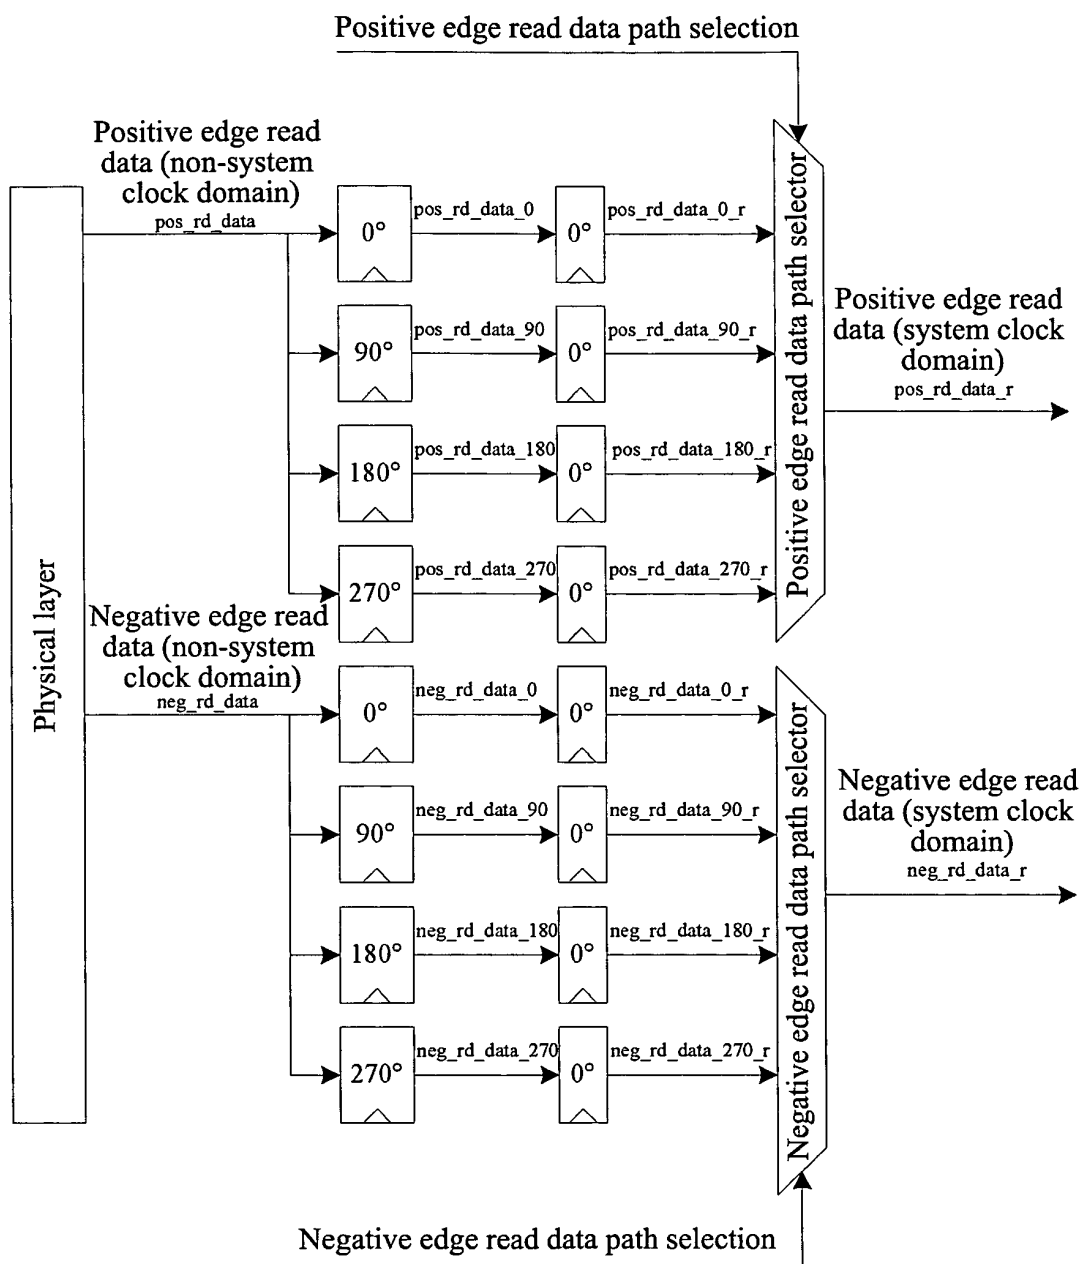 Positive edge read data path selection
Positive edge read
data (non-system
clock domain)
pos_rd_data
0°
pos_rd_data_0
0°
pos_rd_data_0_r
90°
pos_rd_data_90
0°
pos_rd_data_90_r
180°
pos_rd_data_180
0°
pos_rd_data_180_r
270°
pos_rd_data_270
0°
pos_rd_data_270_r
Positive edge read data path selector
Positive edge read
data (system clock
domain)
pos_rd_data_r
Physical layer
Negative edge read
data (non-system
clock domain)
neg_rd_data
0°
neg_rd_data_0
0°
neg_rd_data_0_r
90°
neg_rd_data_90
0°
neg_rd_data_90_r
180°
neg_rd_data_180
0°
neg_rd_data_180_r
270°
neg_rd_data_270
0°
neg_rd_data_270_r
Negative edge read data path selector
Negative edge read
data (system clock
domain)
neg_rd_data_r
Negative edge read data path selection